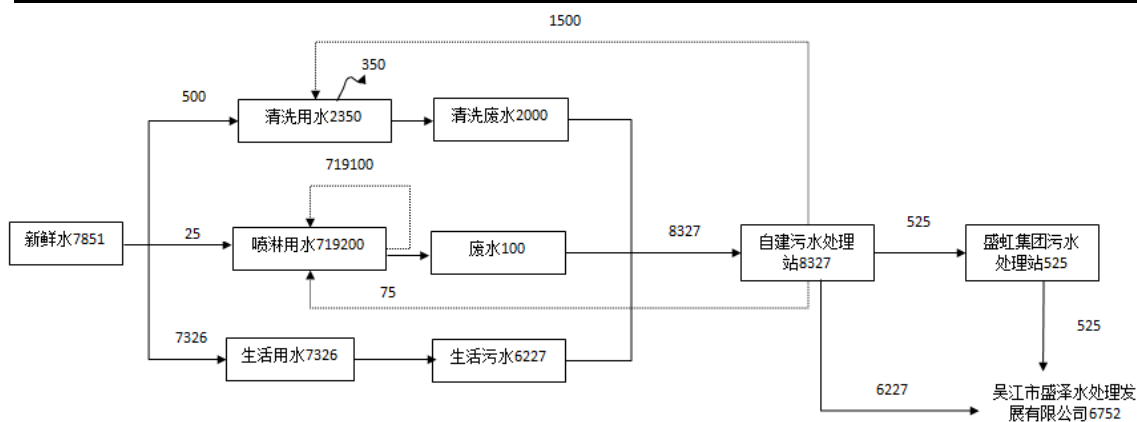 1500
350
500
清洗用水2350
清洗废水2000
719100
新鲜水7851
25
喷淋用水719200
废水100
8327
自建污水处理
站8327
525
盛虹集团污水
处理站525
75
7326
生活用水7326
生活污水6227
525
6227
吴江市盛泽水处理发
展有限公司6752